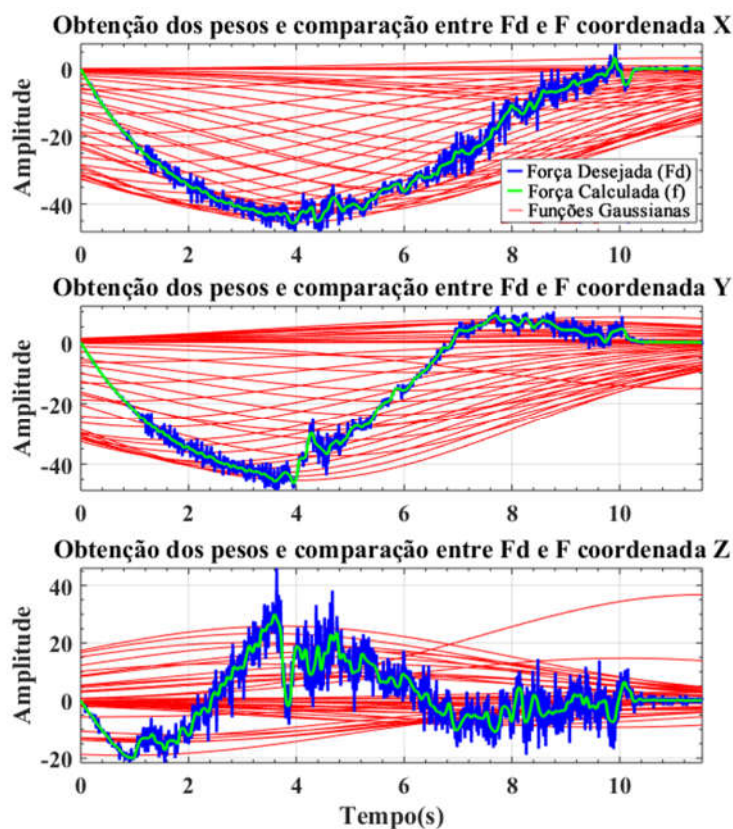 Obtenção dos pesos e comparação entre Fd e F coordenada X
0
-20
-40
Amplitude
Força Desejada (Fd)
Força Calculada (f)
Funções Gaussianas
0 2 4 6 8 10
Obtenção dos pesos e comparação entre Fd e F coordenada Y
0
-20
-40
Amplitude
0 2 4 6 8 10
Obtenção dos pesos e comparação entre Fd e F coordenada Z
40
20
0
-20
Amplitude
0 2 4 6 8 10
Tempo(s)